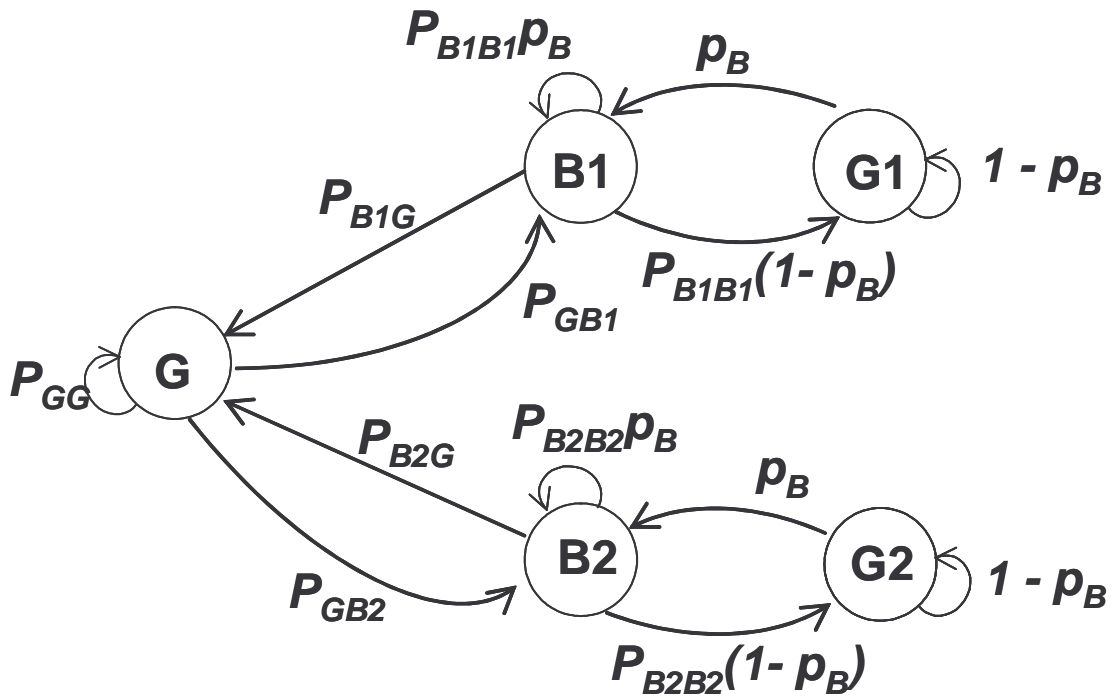 P_{B1B1}p_B
p_B
B1
G1
1 - p_B
P_{B1G}
P_{B1B1}(1- p_B)
P_{GB1}
G
P_{GG}
P_{B2B2}p_B
P_{B2G}
p_B
B2
G2
1 - p_B
P_{GB2}
P_{B2B2}(1- p_B)